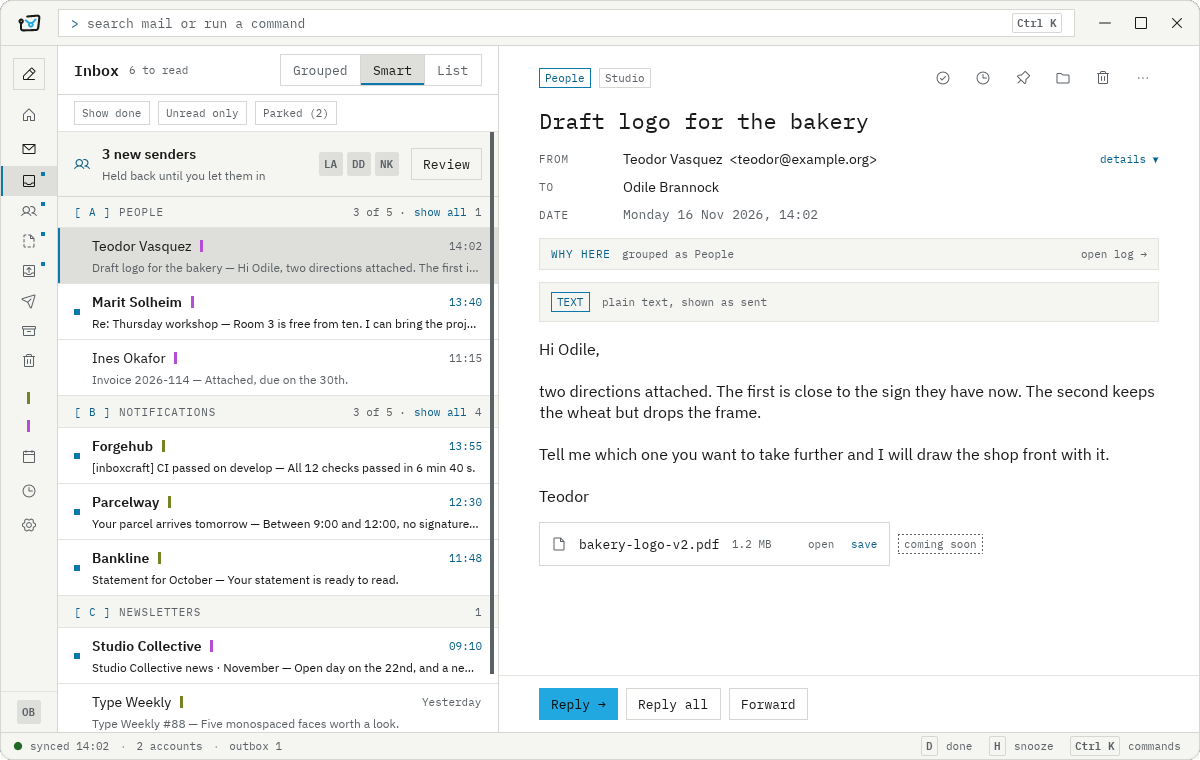 > search mail or run a command
Ctrl K
Inbox 6 to read
Grouped Smart List
Show done Unread only Parked (2)
3 new senders
Held back until you let them in
LA DD NK Review
[ A ] PEOPLE 3 of 5 · show all 1
Teodor Vasquez 14:02
Draft logo for the bakery — Hi Odile, two directions attached. The first i…
Marit Solheim 13:40
Re: Thursday workshop — Room 3 is free from ten. I can bring the proj…
Ines Okafor 11:15
Invoice 2026-114 — Attached, due on the 30th.
[ B ] NOTIFICATIONS 3 of 5 · show all 4
Forgehub 13:55
[inboxcraft] CI passed on develop — All 12 checks passed in 6 min 40 s.
Parcelway 12:30
Your parcel arrives tomorrow — Between 9:00 and 12:00, no signature…
Bankline 11:48
Statement for October — Your statement is ready to read.
[ C ] NEWSLETTERS 1
Studio Collective 09:10
Studio Collective news · November — Open day on the 22nd, and a ne…
Type Weekly Yesterday
Type Weekly #88 — Five monospaced faces worth a look.
People Studio
Draft logo for the bakery
FROM Teodor Vasquez <teodor@example.org> details ▾
TO Odile Brannock
DATE Monday 16 Nov 2026, 14:02
WHY HERE grouped as People open log →
TEXT plain text, shown as sent
Hi Odile,
two directions attached. The first is close to the sign they have now. The second keeps
the wheat but drops the frame.
Tell me which one you want to take further and I will draw the shop front with it.
Teodor
bakery-logo-v2.pdf 1.2 MB open save coming soon
Reply → Reply all Forward
OB
synced 14:02 · 2 accounts · outbox 1
D done H snooze Ctrl K commands